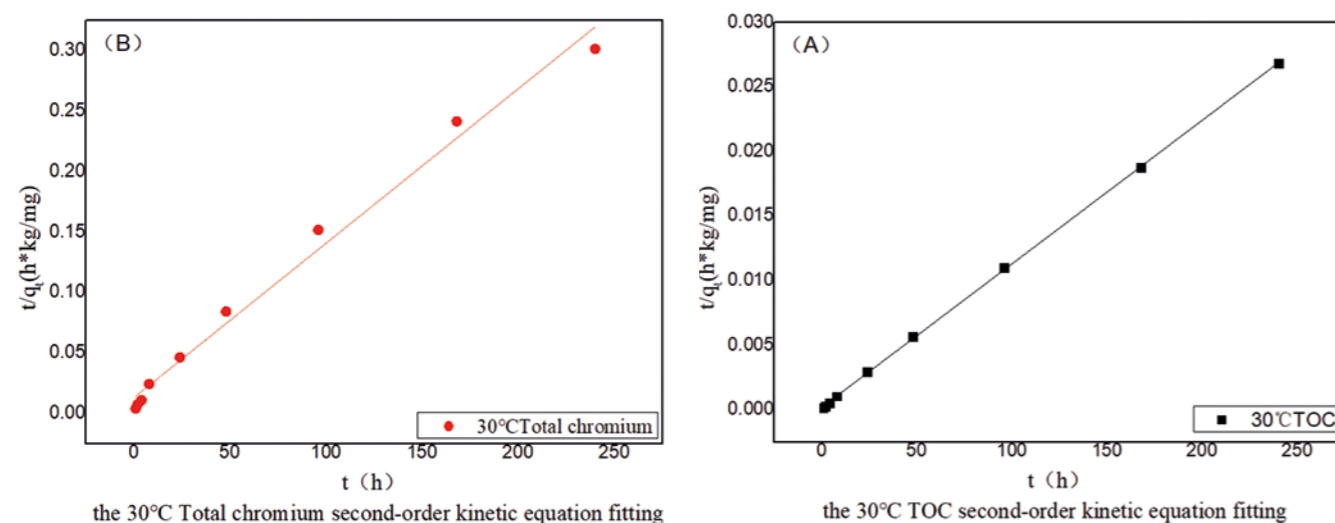 (B)
0.30
0.25
0.20
0.15
0.10
0.05
0.00
t/qt(h*kg/mg)
30℃Total chromium
0 50 100 150 200 250
t（h）
the 30℃ Total chromium second-order kinetic equation fitting
(A)
0.030
0.025
0.020
0.015
0.010
0.005
0.000
t/qt(h*kg/mg)
30℃TOC
0 50 100 150 200 250
t（h）
the 30℃ TOC second-order kinetic equation fitting